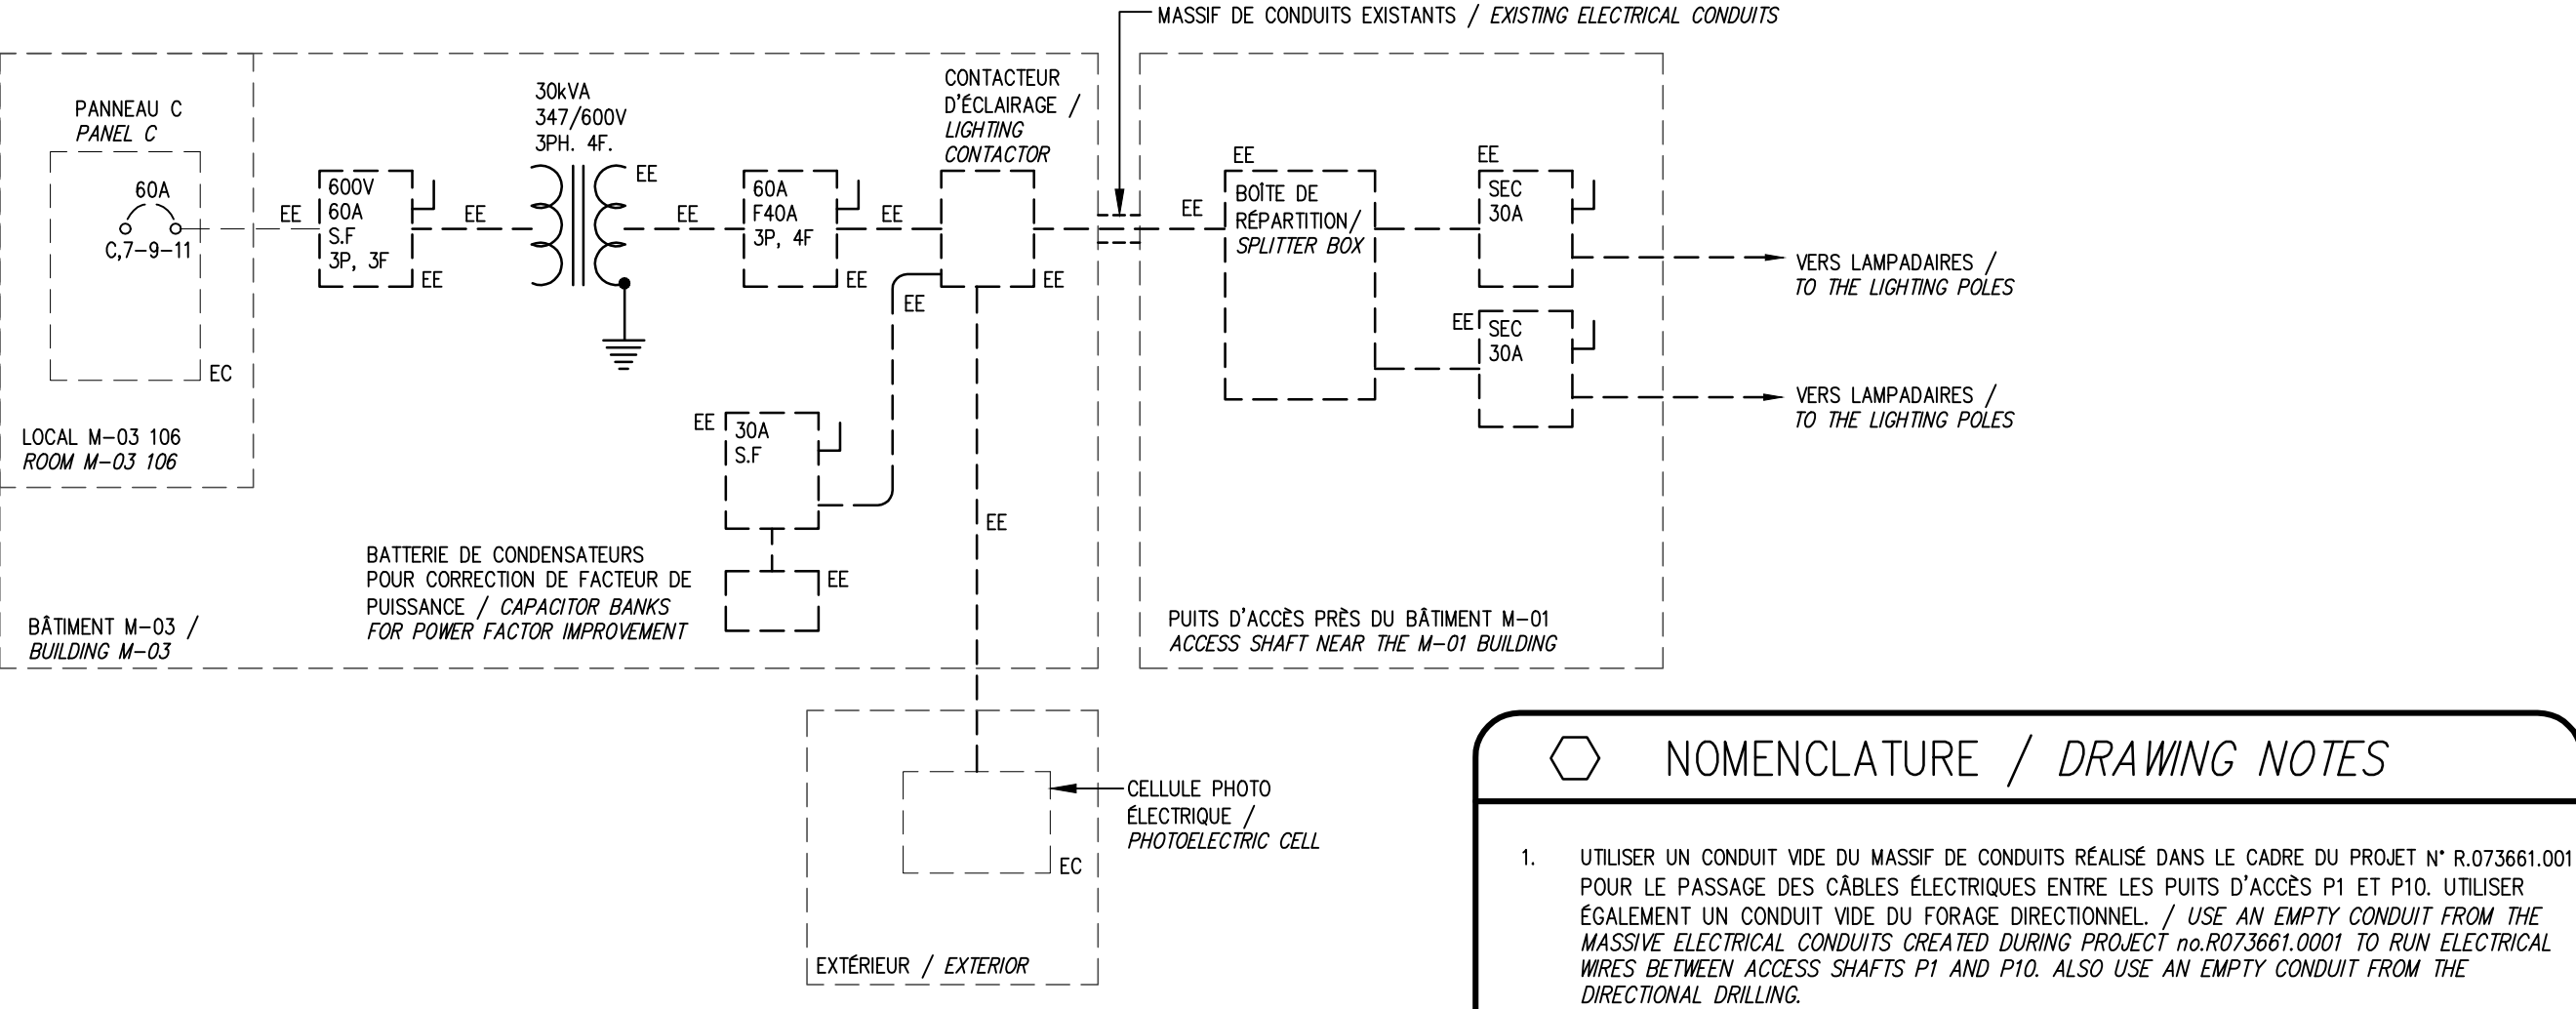 MASSIF DE CONDUITS EXISTANTS / EXISTING ELECTRICAL CONDUITS
PANNEAU C
PANEL C
60A
C,7-9-11
EC
LOCAL M-03 106
ROOM M-03 106
EE
600V
60A
S.F
3P, 3F
EE
EE
30kVA
347/600V
3PH. 4F.
EE
EE
60A
F40A
3P, 4F
EE
EE
CONTACTEUR
D'ÉCLAIRAGE /
LIGHTING
CONTACTOR
EE
EE
EE
30A
S.F
EE
BATTERIE DE CONDENSATEURS
POUR CORRECTION DE FACTEUR DE
PUISSANCE / CAPACITOR BANKS
FOR POWER FACTOR IMPROVEMENT
EE
BÂTIMENT M-03 /
BUILDING M-03
EE
EE
BOÎTE DE
RÉPARTITION/
SPLITTER BOX
EE
SEC
30A
VERS LAMPADAIRES /
TO THE LIGHTING POLES
EE
SEC
30A
VERS LAMPADAIRES /
TO THE LIGHTING POLES
PUITS D'ACCÈS PRÈS DU BÂTIMENT M-01
ACCESS SHAFT NEAR THE M-01 BUILDING
CELLULE PHOTO
ÉLECTRIQUE /
PHOTOELECTRIC CELL
EC
EXTÉRIEUR / EXTERIOR
NOMENCLATURE / DRAWING NOTES
1. UTILISER UN CONDUIT VIDE DU MASSIF DE CONDUITS RÉALISÉ DANS LE CADRE DU PROJET N° R.073661.001
POUR LE PASSAGE DES CÂBLES ÉLECTRIQUES ENTRE LES PUITS D'ACCÈS P1 ET P10. UTILISER
ÉGALEMENT UN CONDUIT VIDE DU FORAGE DIRECTIONNEL. / USE AN EMPTY CONDUIT FROM THE
MASSIVE ELECTRICAL CONDUITS CREATED DURING PROJECT no.R073661.0001 TO RUN ELECTRICAL
WIRES BETWEEN ACCESS SHAFTS P1 AND P10. ALSO USE AN EMPTY CONDUIT FROM THE
DIRECTIONAL DRILLING.